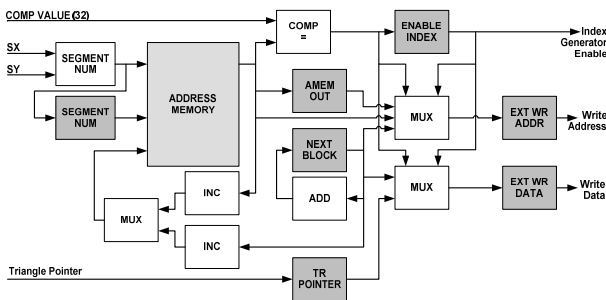 COMP VALUE(32)
SX
SY
SEGMENT
NUM
SEGMENT
NUM
ADDRESS
MEMORY
COMP
=
ENABLE
INDEX
Index
Generator
Enable
AMEM
OUT
MUX
EXT WR
ADDR
Write
Address
NEXT
BLOCK
ADD
MUX
EXT WR
DATA
Write
Data
INC
MUX
INC
Triangle Pointer
TR
POINTER